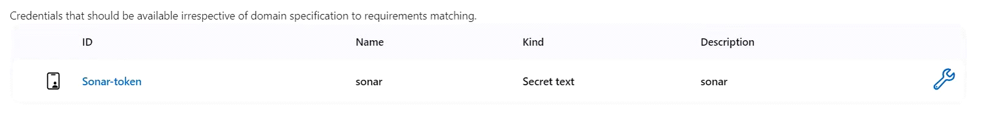 Credentials that should be available irrespective of domain specification to requirements matching.
ID Name Kind Description
Sonar-token sonar Secret text sonar